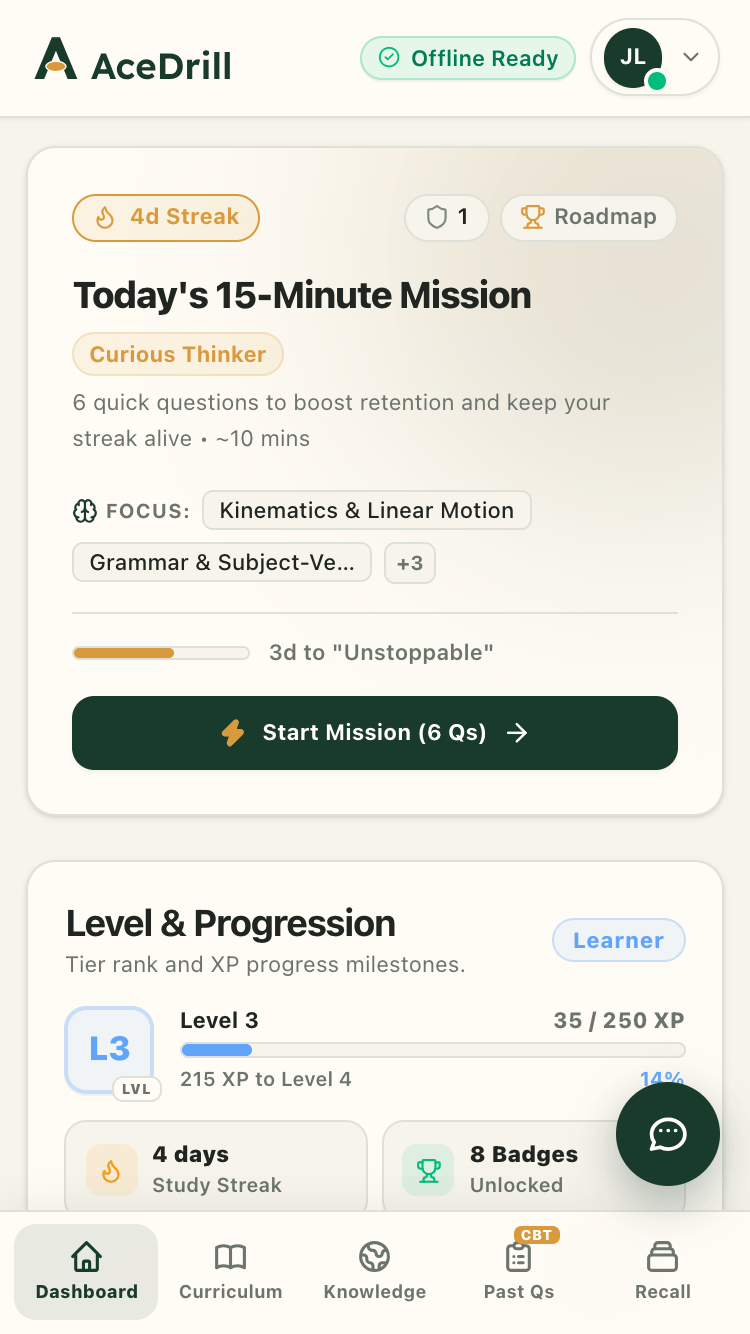 AceDrill
Offline Ready
JL
4d Streak
1
Roadmap
Today's 15-Minute Mission
Curious Thinker
6 quick questions to boost retention and keep your
streak alive • ~10 mins
FOCUS:
Kinematics & Linear Motion
Grammar & Subject-Ve...
+3
3d to "Unstoppable"
Start Mission (6 Qs)
Level & Progression
Learner
Tier rank and XP progress milestones.
L3
LVL
Level 3
35 / 250 XP
215 XP to Level 4
14%
4 days
Study Streak
8 Badges
Unlocked
CBT
Dashboard
Curriculum
Knowledge
Past Qs
Recall